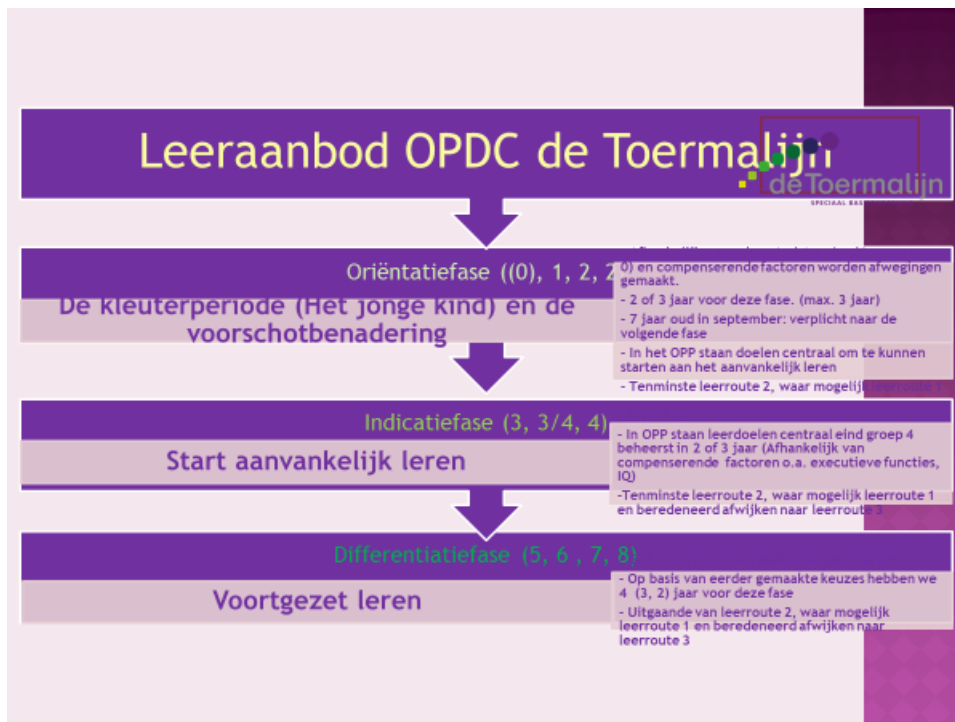 Leeraanbod OPDC de Toermalijn
deToermalijn
SPECIAAL BAS
Oriëntatiefase ((0), 1, 2, 2
De kleuterperiode (Het jonge kind) en de
voorschotbenadering
0) en compenserende factoren worden afwegingen
gemaakt.
- 2 of 3 jaar voor deze fase. (max. 3 jaar)
- 7 jaar oud in september: verplicht naar de
volgende fase
- In het OPP staan doelen centraal om te kunnen
starten aan het aanvankelijk leren
- Tenminste leerroute 2, waar mogelijk leerroute 1
Indicatiefase (3, 3/4, 4)
Start aanvankelijk leren
- In OPP staan leerdoelen centraal eind groep 4
beheerst in 2 of 3 jaar (Afhankelijk van
compenserende factoren o.a. executieve functies,
IQ)
-Tenminste leerroute 2, waar mogelijk leerroute 1
en beredeneerd afwijken naar leerroute 3
Differentiatiefase (5, 6 , 7, 8)
Voortgezet leren
- Op basis van eerder gemaakte keuzes hebben we
4 (3, 2) jaar voor deze fase
- Uitgaande van leerroute 2, waar mogelijk
leerroute 1 en beredeneerd afwijken naar
leerroute 3